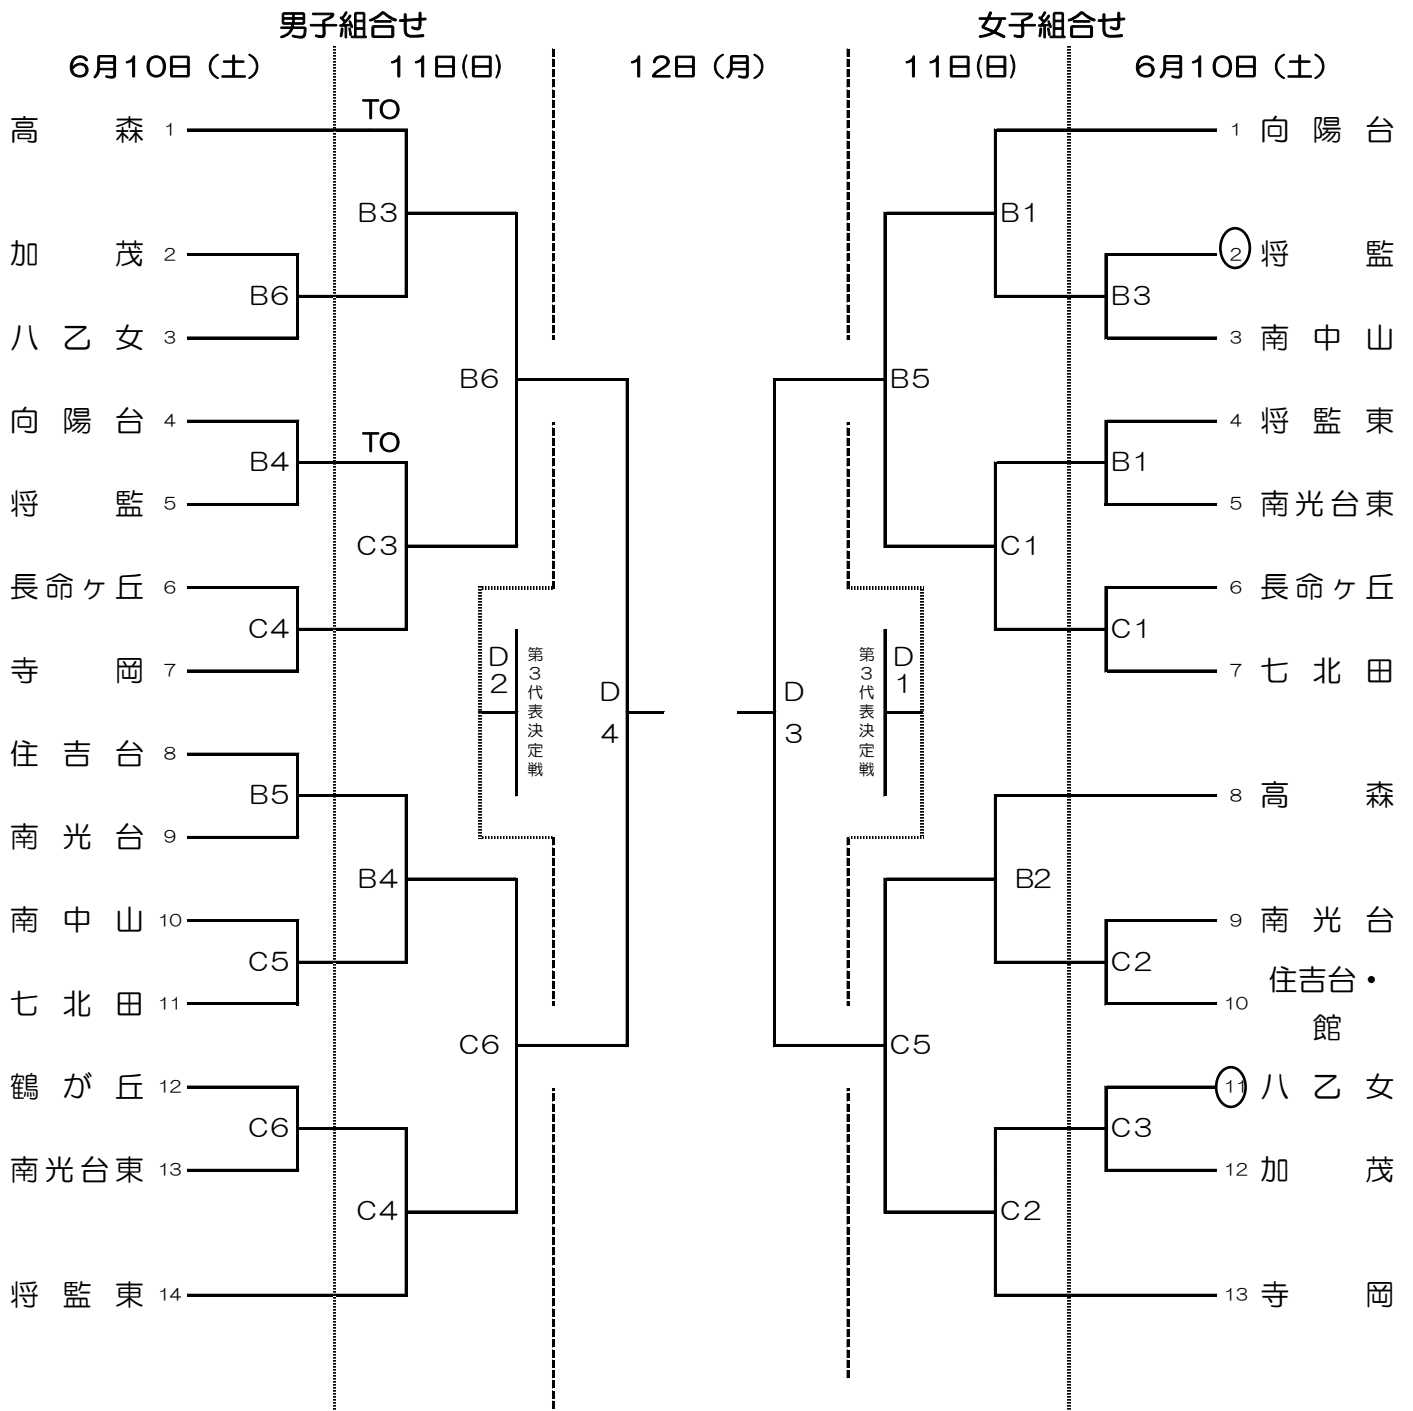 男子組合せ 女子組合せ
6月10日（土） 11日(日) 12日（月） 11日(日) 6月10日（土）
TO
高森 1 1 向陽台
B3 B1
加茂 2 2 将監
B6 B3
八乙女 3 3 南中山
B6 B5
向陽台 4 4 将監東
TO
B4 B1
将監 5 5 南光台東
C3 C1
長命ヶ丘 6 6 長命ヶ丘
C4 C1
D2 第3代表決定戦 第3代表決定戦 D1
寺岡 7 7 七北田
D4 D3
住吉台 8
B5 8 高森
南光台 9
B4 B2
南中山 10 9 南光台
C5 C2
住吉台・
七北田 11 10
館
C6 C5
鶴が丘 12 11 八乙女
C6 C3
南光台東 13 12 加茂
C4 C2
将監東 14 13 寺岡